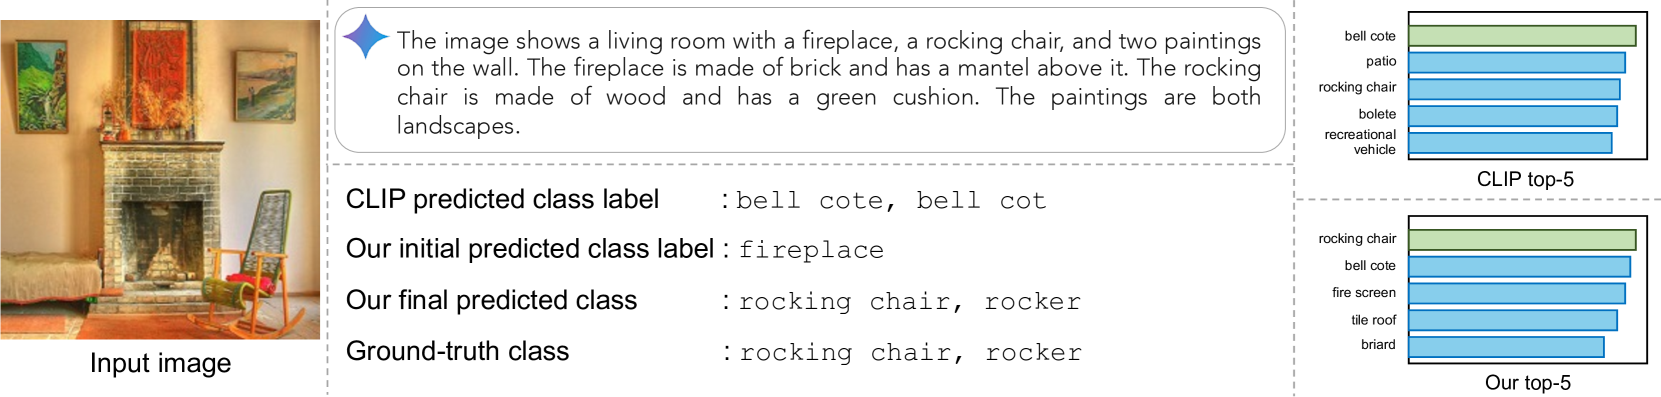 The image shows a living room with a fireplace, a rocking chair, and two paintings
on the wall. The fireplace is made of brick and has a mantel above it. The rocking
chair is made of wood and has a green cushion. The paintings are both
landscapes.
CLIP predicted class label : bell cote, bell cot
Our initial predicted class label : fireplace
Our final predicted class : rocking chair, rocker
Ground-truth class : rocking chair, rocker
Input image
bell cote
patio
rocking chair
bolete
recreational
vehicle
CLIP top-5
rocking chair
bell cote
fire screen
tile roof
briard
Our top-5